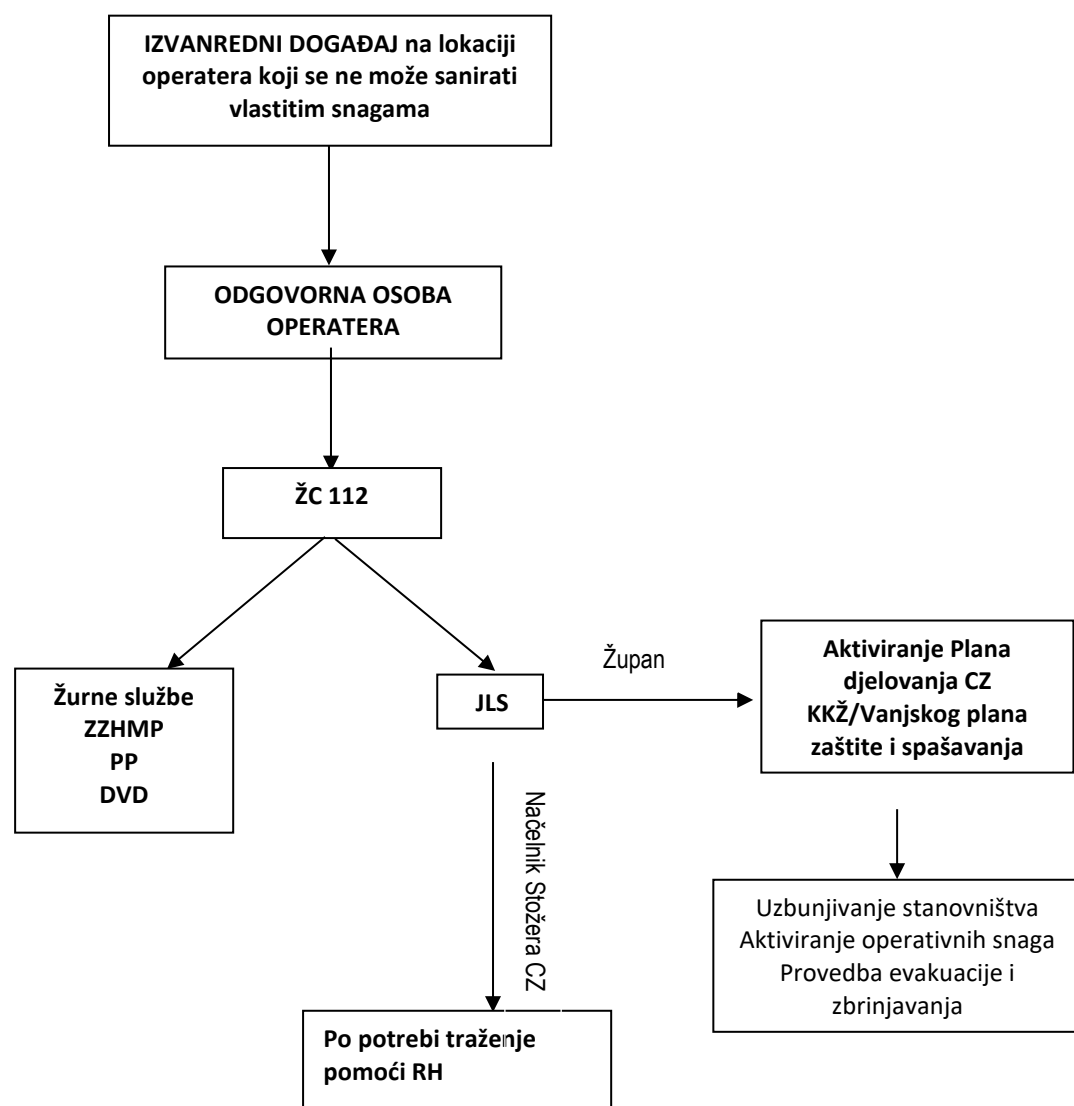 IZVANREDNI DOGAĐAJ na lokaciji
operatera koji se ne može sanirati
vlastitim snagama
ODGOVORNA OSOBA
OPERATERA
ŽC 112
Žurne službe
ZZHMP
PP
DVD
JLS
Župan
Aktiviranje Plana
djelovanja CZ
KKŽ/Vanjskog plana
zaštite i spašavanja
Načelnik Stožera CZ
Uzbunjivanje stanovništva
Aktiviranje operativnih snaga
Provedba evakuacije i
zbrinjavanja
Po potrebi traženje
pomoći RH